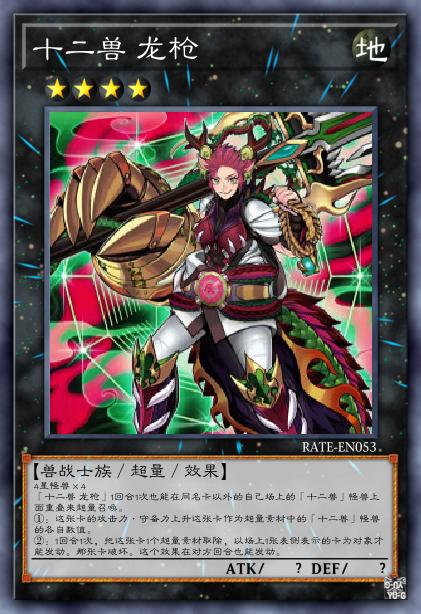 十二兽 龙枪
地
RATE-EN053
【兽战士族／超量／效果】
4星怪兽×4
「十二兽 龙枪」1回合1次也能在同名卡以外的自己场上的「十二兽」怪兽上
面重叠来超量召唤。
①：这张卡的攻击力·守备力上升这张卡作为超量素材中的「十二兽」怪兽
的各自数值。
②：1回合1次，把这张卡1个超量素材取除，以场上1张表侧表示的卡为对象才
能发动。那张卡破坏。这个效果在对方回合也能发动。
ATK/ ? DEF/ ?